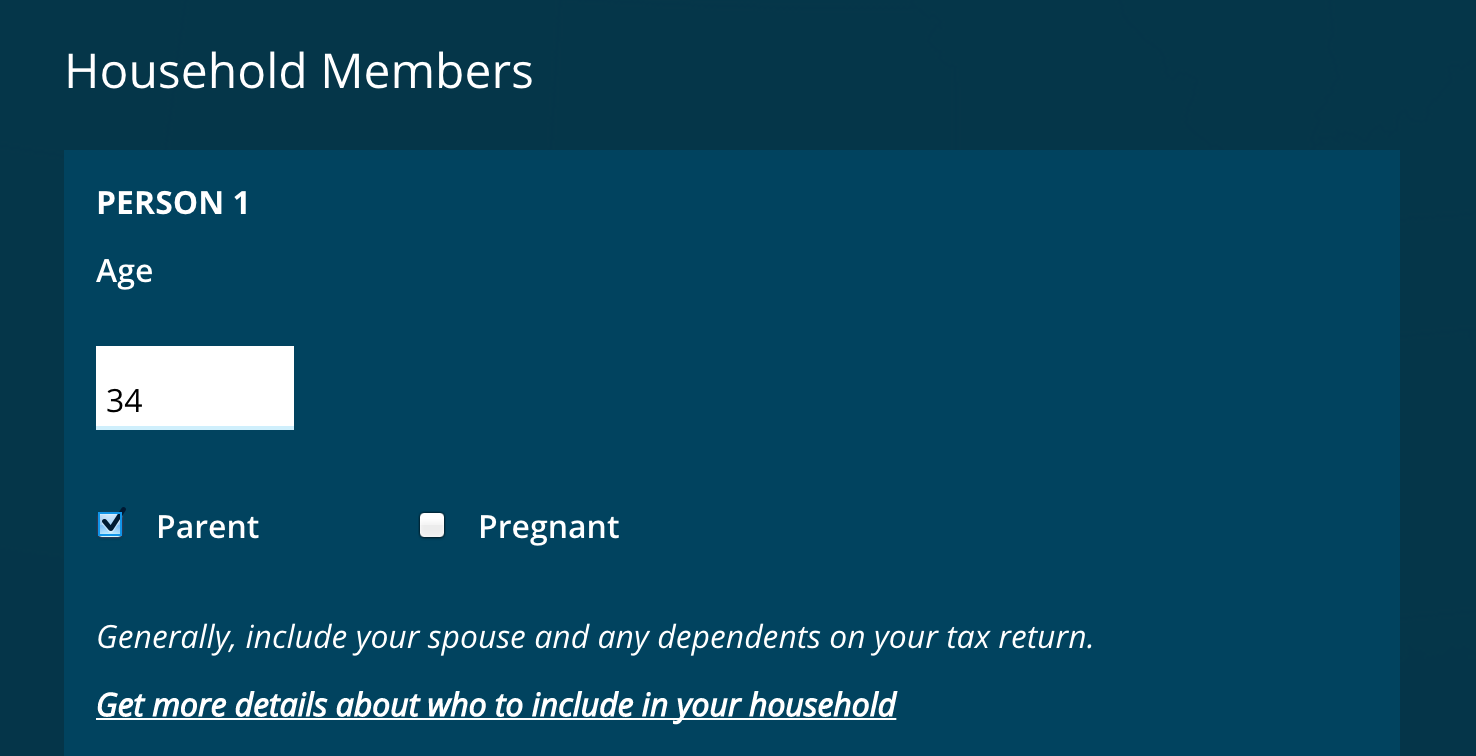 Household Members
PERSON 1
Age
34
Parent Pregnant
Generally, include your spouse and any dependents on your tax return.
Get more details about who to include in your household